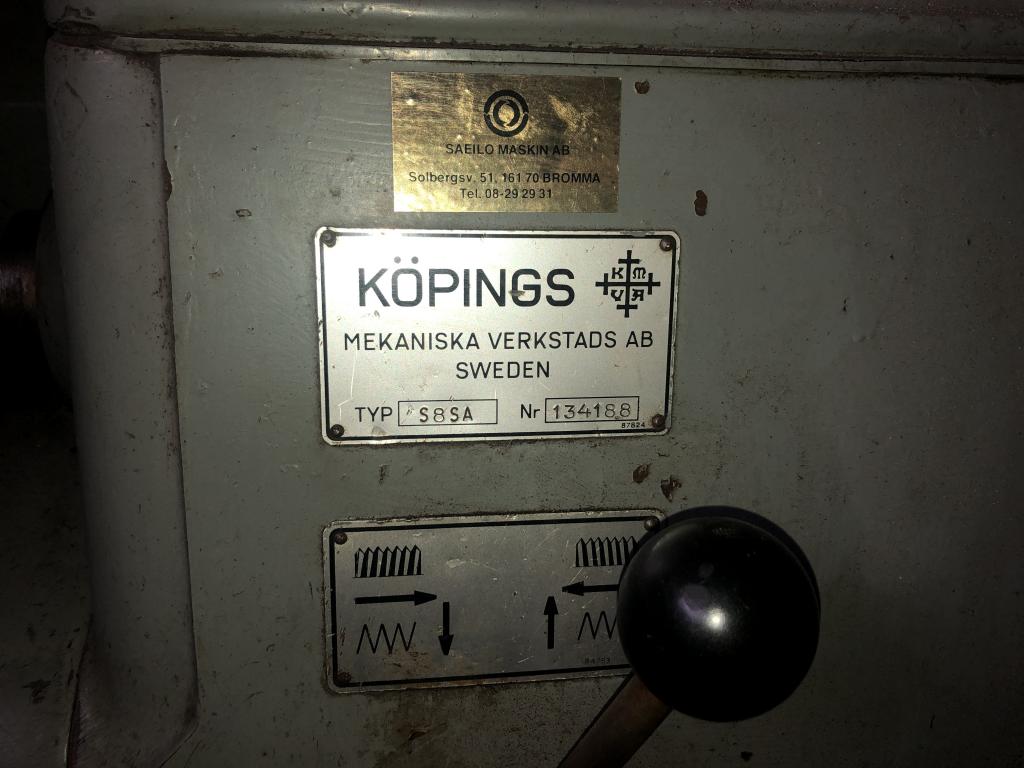 SAEILO MASKIN AB
Solbergsv. 51, 161 70 BROMMA
Tel. 08-29 29 31
KÖPINGS
K M
V A
MEKANISKA VERKSTADS AB
SWEDEN
TYP S8SA Nr 134188
87824